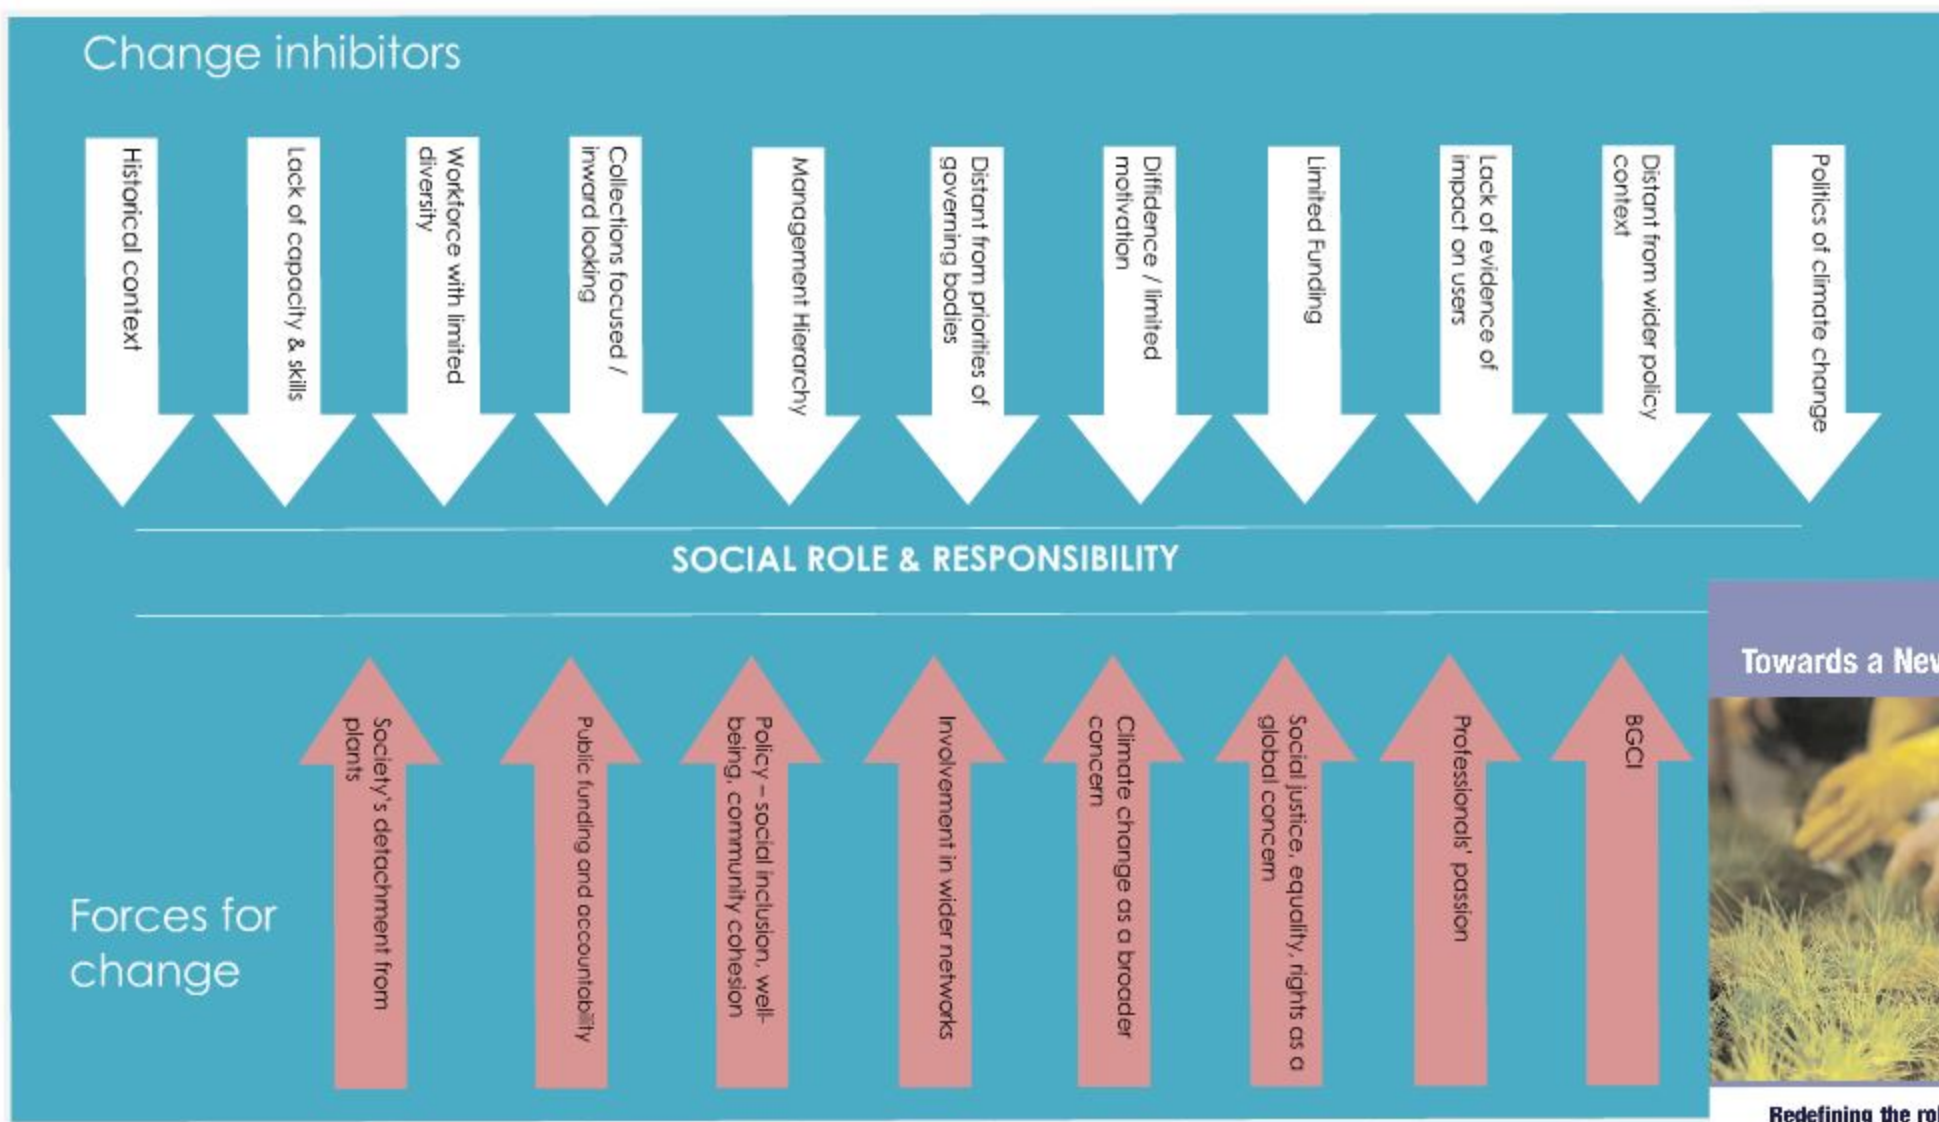 Change inhibitors
Historical context
Lack of capacity & skills
Workforce with limited
diversity
Collections focused /
inward looking
Management Hierarchy
Distant from priorities of
governing bodies
Diffidence / limited
motivation
Limited Funding
Lack of evidence of
impact on users
Distant from wider policy
context
Politics of climate change
SOCIAL ROLE & RESPONSIBILITY
Forces for
change
Society's detachment from
plants
Public funding and accountability
Policy – social inclusion, well-
being, community cohesion
Involvement in wider networks
Climate change as a broader
concern
Social justice, equality, rights as a
global concern
Professionals' passion
BGCI
Towards a
Redefining the